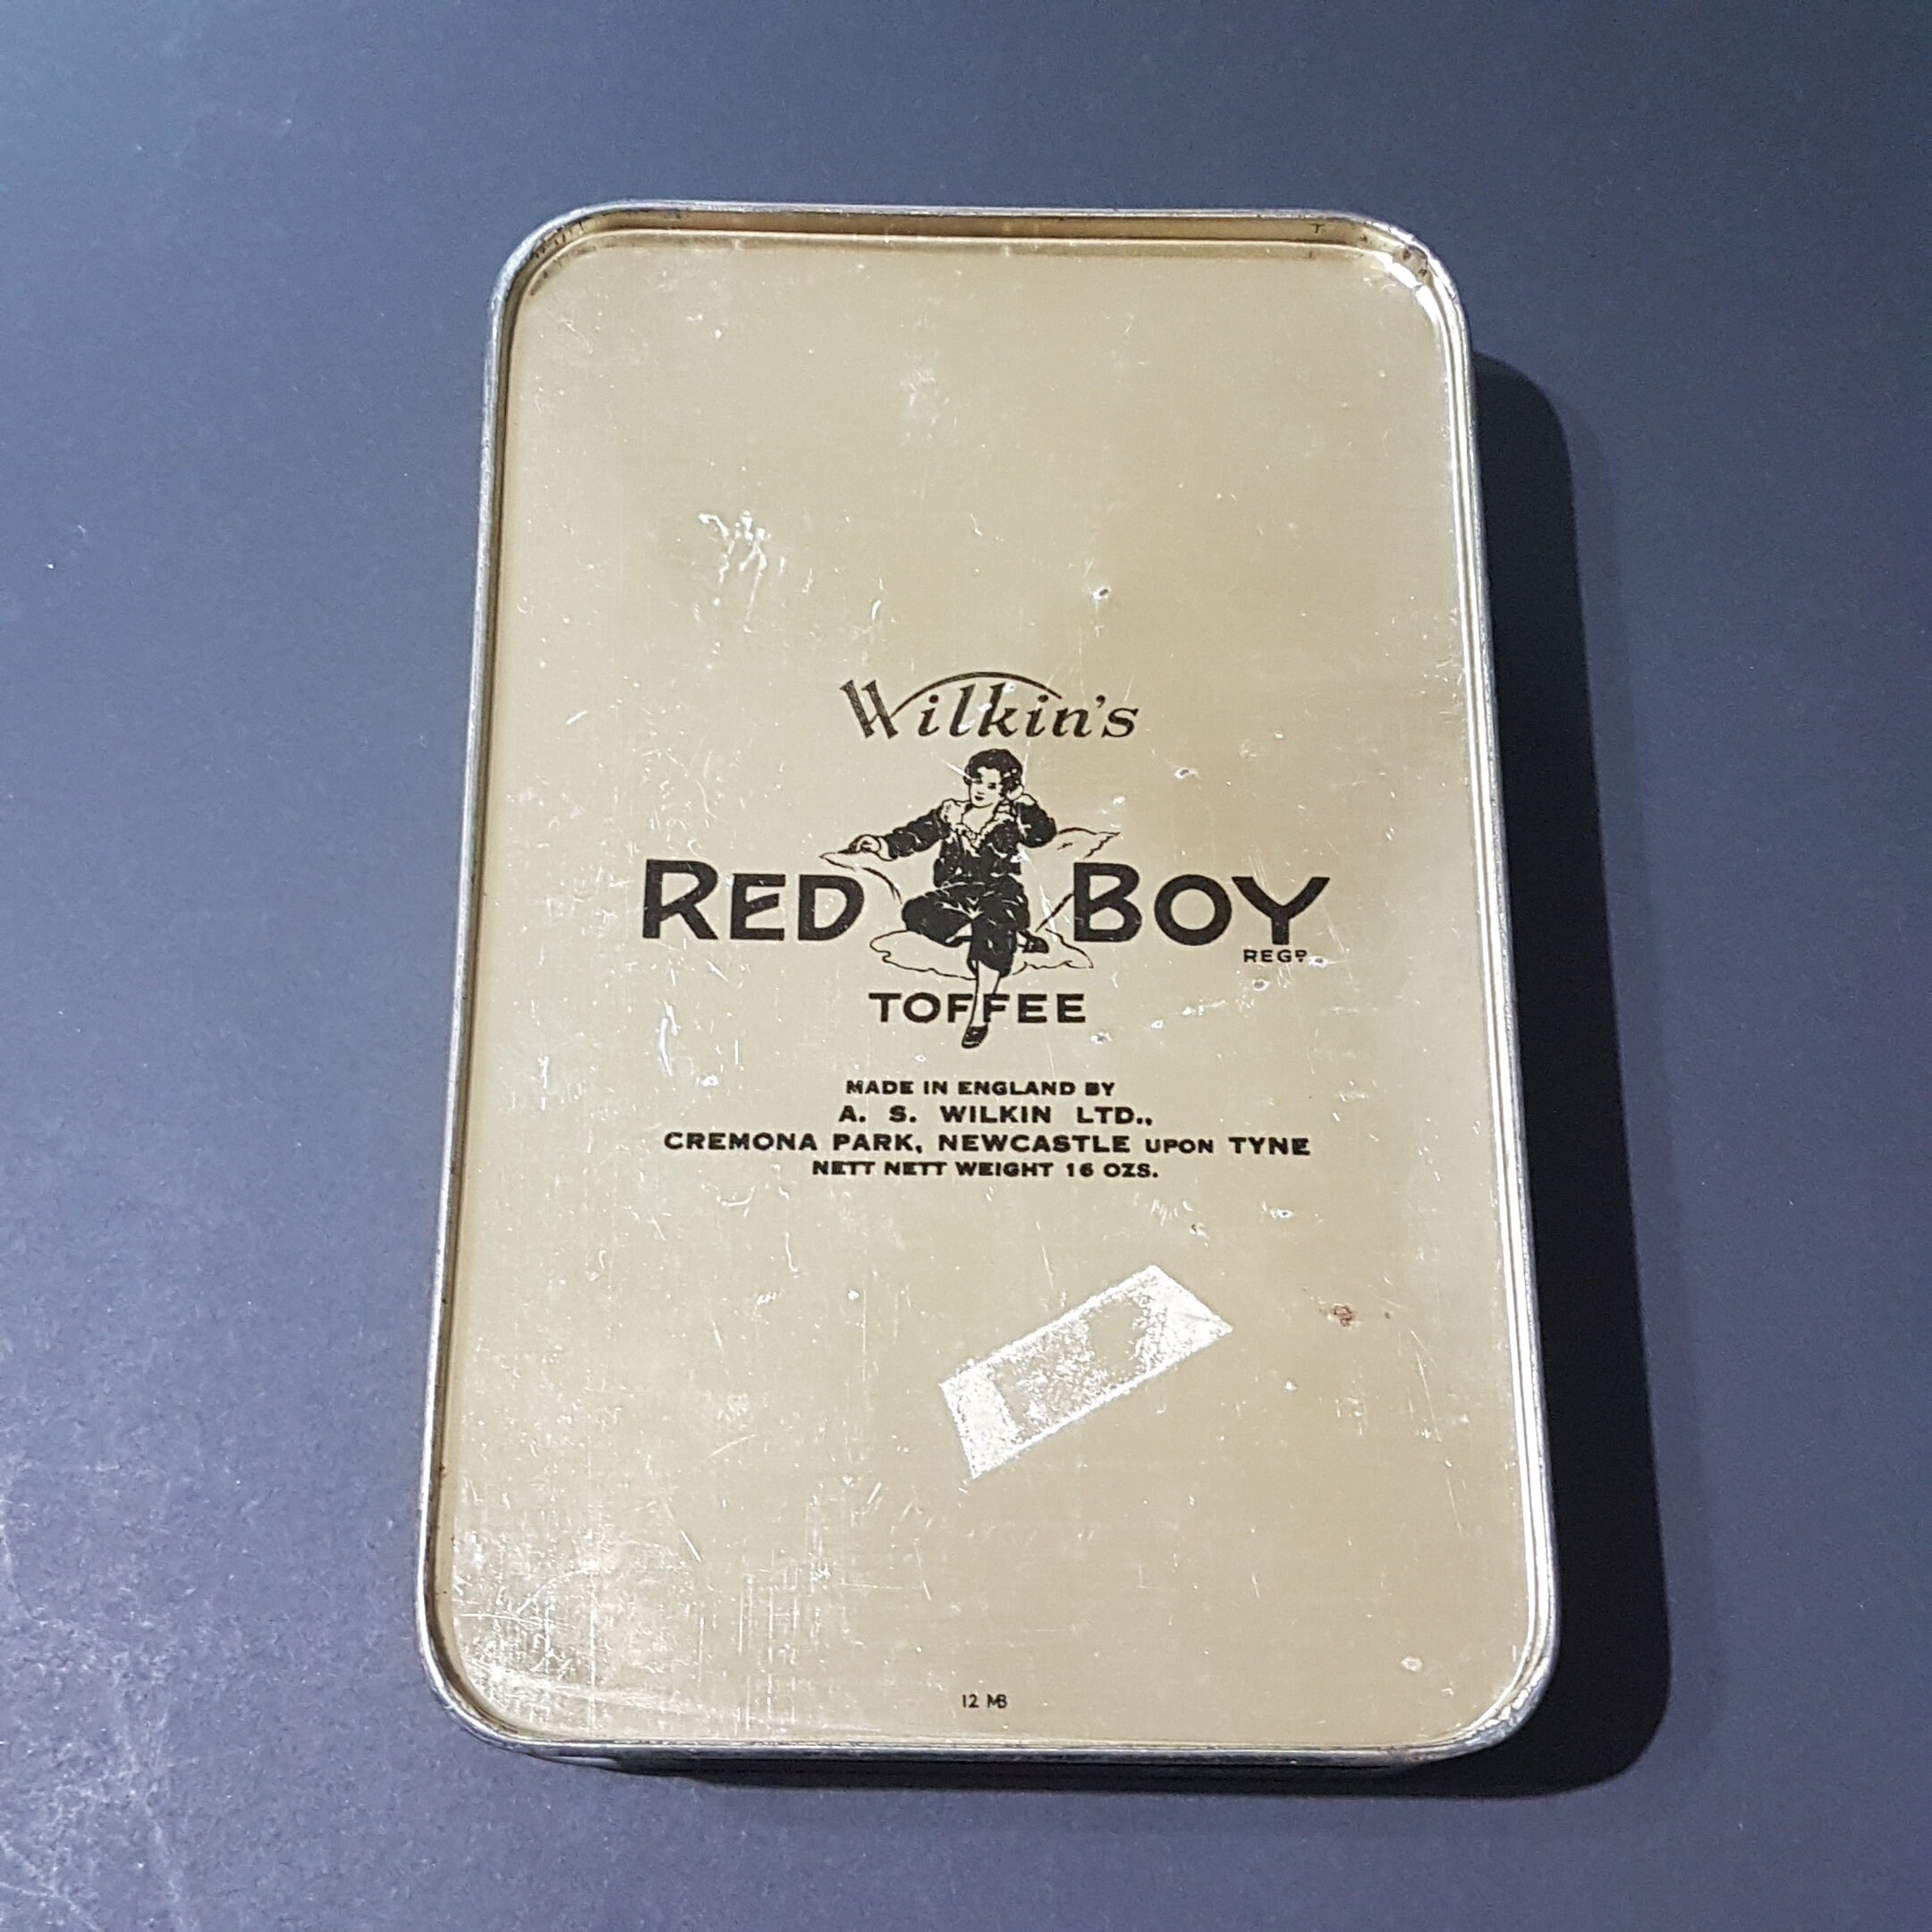 Wilkin's
RED BOY
REGD
TOFFEE
MADE IN ENGLAND BY
A. S. WILKIN LTD.,
CREMONA PARK, NEWCASTLE UPON TYNE
NETT NETT WEIGHT 16 OZS.
12 MB